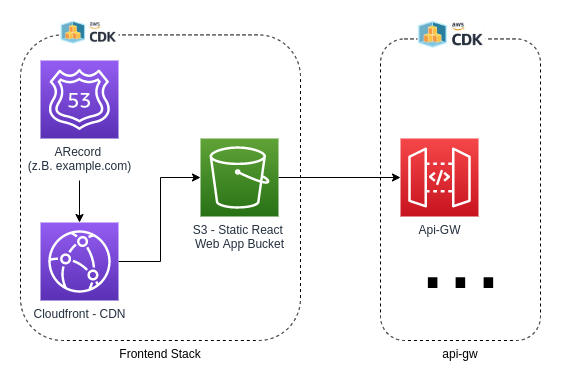 aws
CDK
aws
CDK
53
ARecord
(z.B. example.com)
S3 - Static React
Web App Bucket
</>
Api-GW
Cloudfront - CDN
Frontend Stack
api-gw